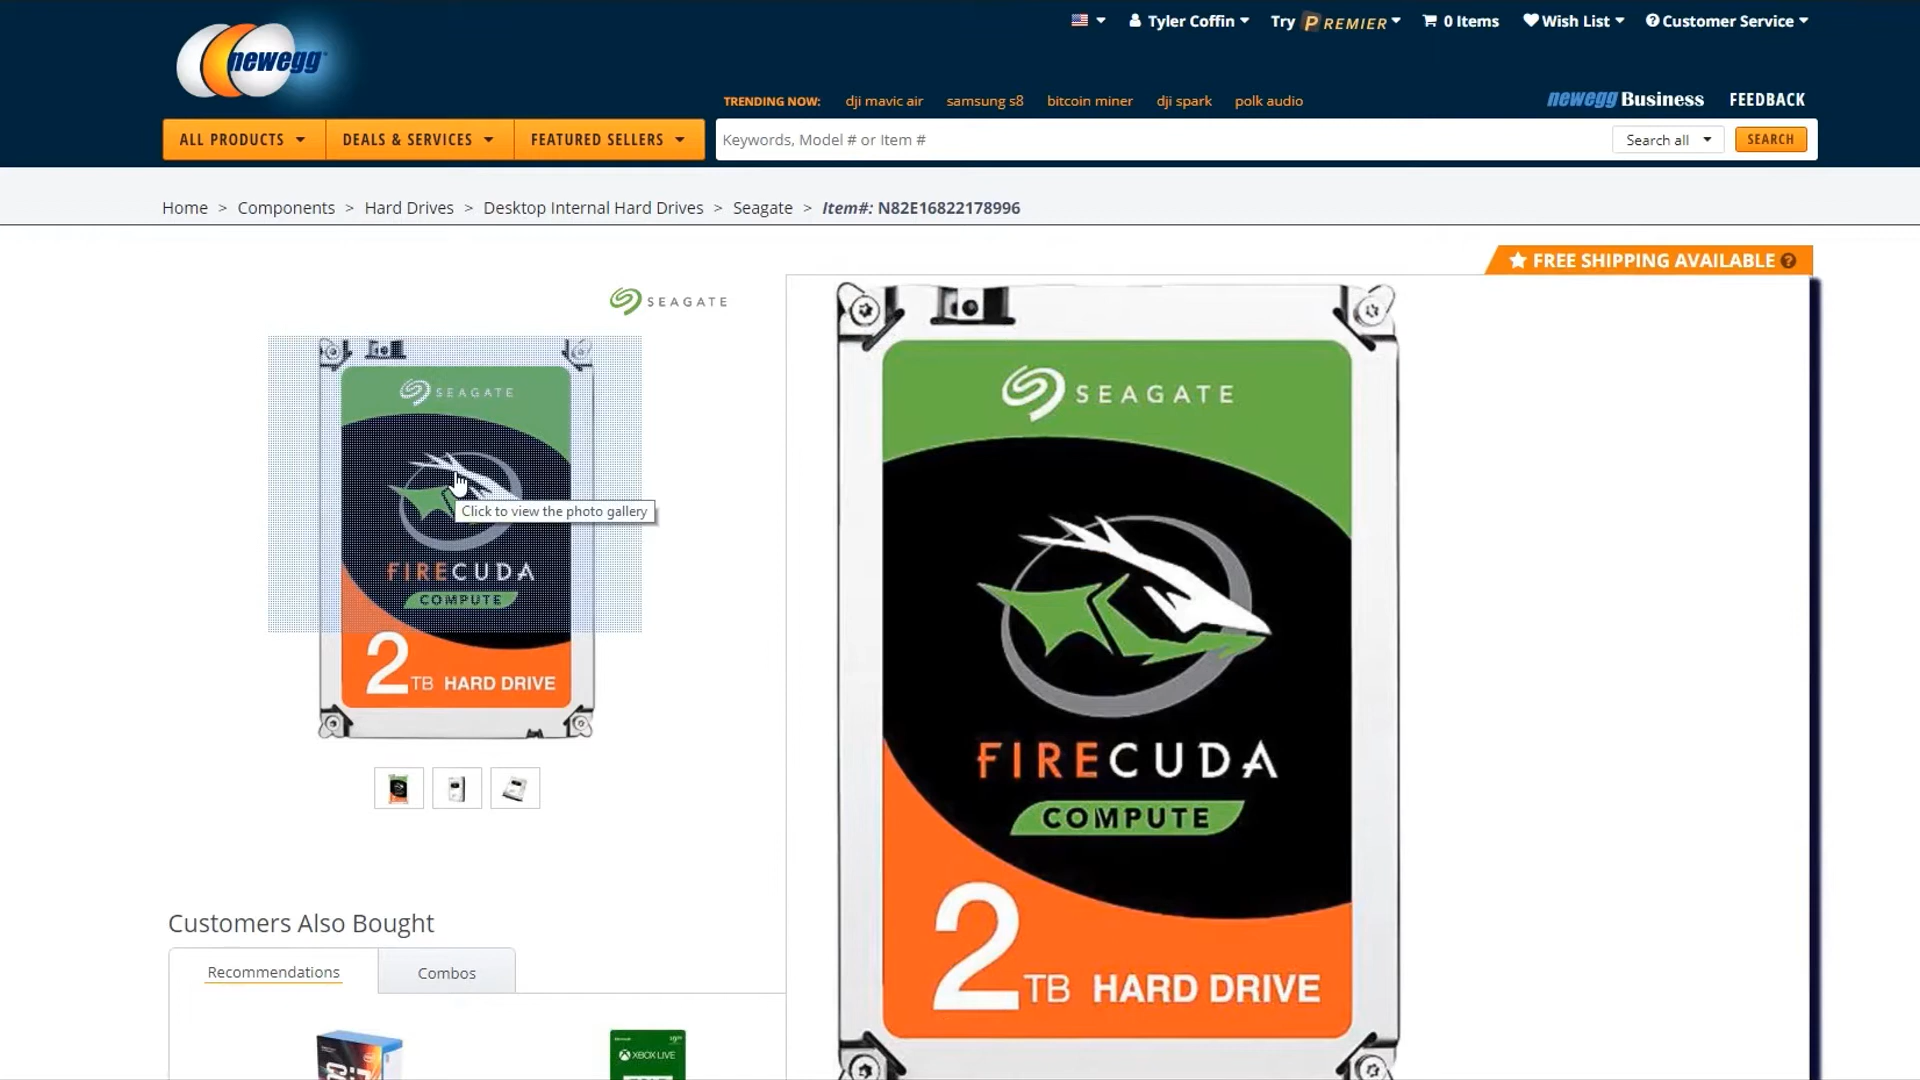 Tyler Coffin
Try PREMIER
0 Items
Wish List
Customer Service
newegg
TRENDING NOW: dji mavic air samsung s8 bitcoin miner dji spark polk audio
newegg Business
FEEDBACK
ALL PRODUCTS
DEALS & SERVICES
FEATURED SELLERS
Keywords, Model # or Item #
Search all
SEARCH
Home > Components > Hard Drives > Desktop Internal Hard Drives > Seagate > Item#: N82E16822178996
FREE SHIPPING AVAILABLE
SEAGATE
SEAGATE
Click to view the photo gallery
FIRECUDA
COMPUTE
2TB HARD DRIVE
SEAGATE
FIRECUDA
COMPUTE
2TB HARD DRIVE
Customers Also Bought
Recommendations
Combos
XBOX LIVE